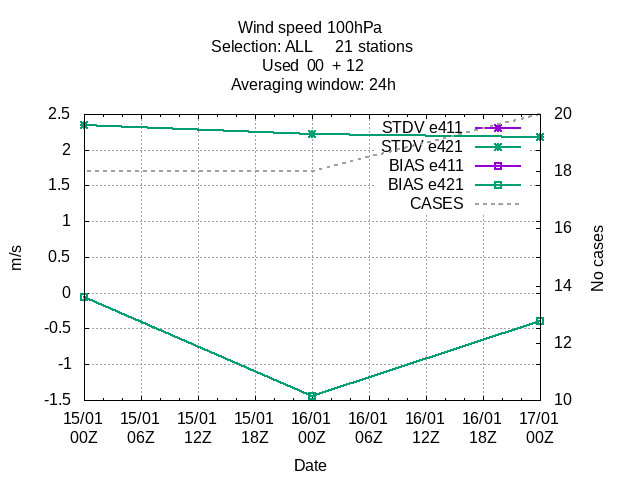 Wind speed 100hPa
Selection: ALL 21 stations
Used 00 + 12
Averaging window: 24h
2.5
2
1.5
1
0.5
0
-0.5
-1
-1.5
20
18
16
14
12
10
STDV e411
STDV e421
BIAS e411
BIAS e421
CASES
m/s
No cases
15/01 15/01 15/01 15/01 16/01 16/01 16/01 16/01 17/01
00Z 06Z 12Z 18Z 00Z 06Z 12Z 18Z 00Z
Date